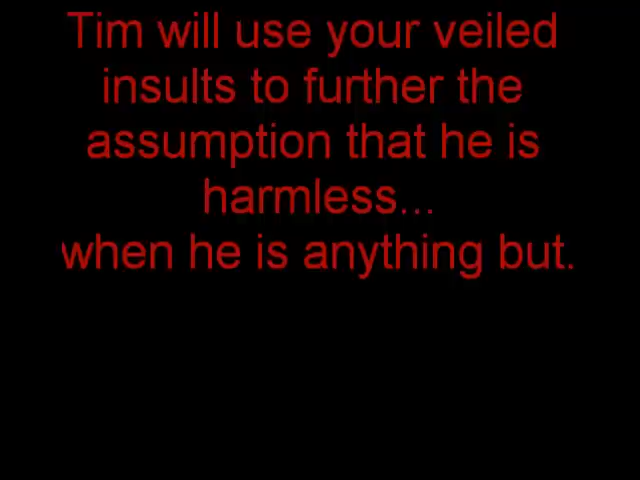 Tim will use your veiled
insults to further the
assumption that he is
harmless...
when he is anything but.